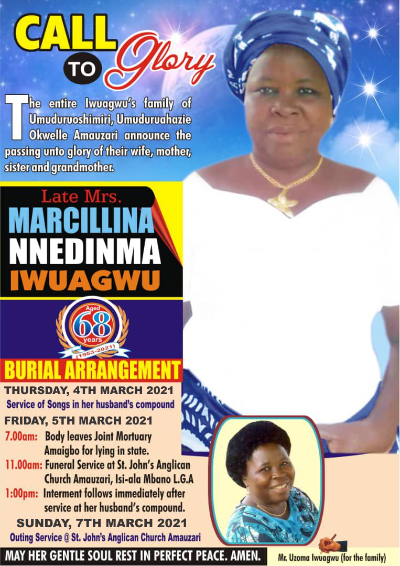 CALL
TO Glory
The entire Iwuagwu's family of
Umuduruoshimiri, Umuduruahazie
Okwelle Amauzari announce the
passing unto glory of their wife, mother,
sister and grandmother.
Late Mrs.
MARCILLINA
NNEDINMA
IWUAGWU
Aged
68
years
(1953-2021)
BURIAL ARRANGEMENT
THURSDAY, 4TH MARCH 2021
Service of Songs in her husband's compound
FRIDAY, 5TH MARCH 2021
7.00am: Body leaves Joint Mortuary
Amaigbo for lying in state.
11.00am: Funeral Service at St. John's Anglican
Church Amauzari, Isi-ala Mbano L.G.A
1:00pm: Interment follows immediately after
service at her husband's compound.
SUNDAY, 7TH MARCH 2021
Outing Service @ St. John's Anglican Church Amauzari
MAY HER GENTLE SOUL REST IN PERFECT PEACE. AMEN.
Mr. Uzoma Iwuagwu (for the family)